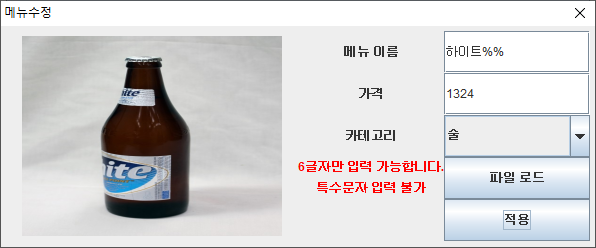 메뉴수정
메뉴 이름
하이트%%
가격
1324
카테고리
술
6글자만 입력 가능합니다.
특수문자 입력 불가
파일 로드
적용
ite
ite